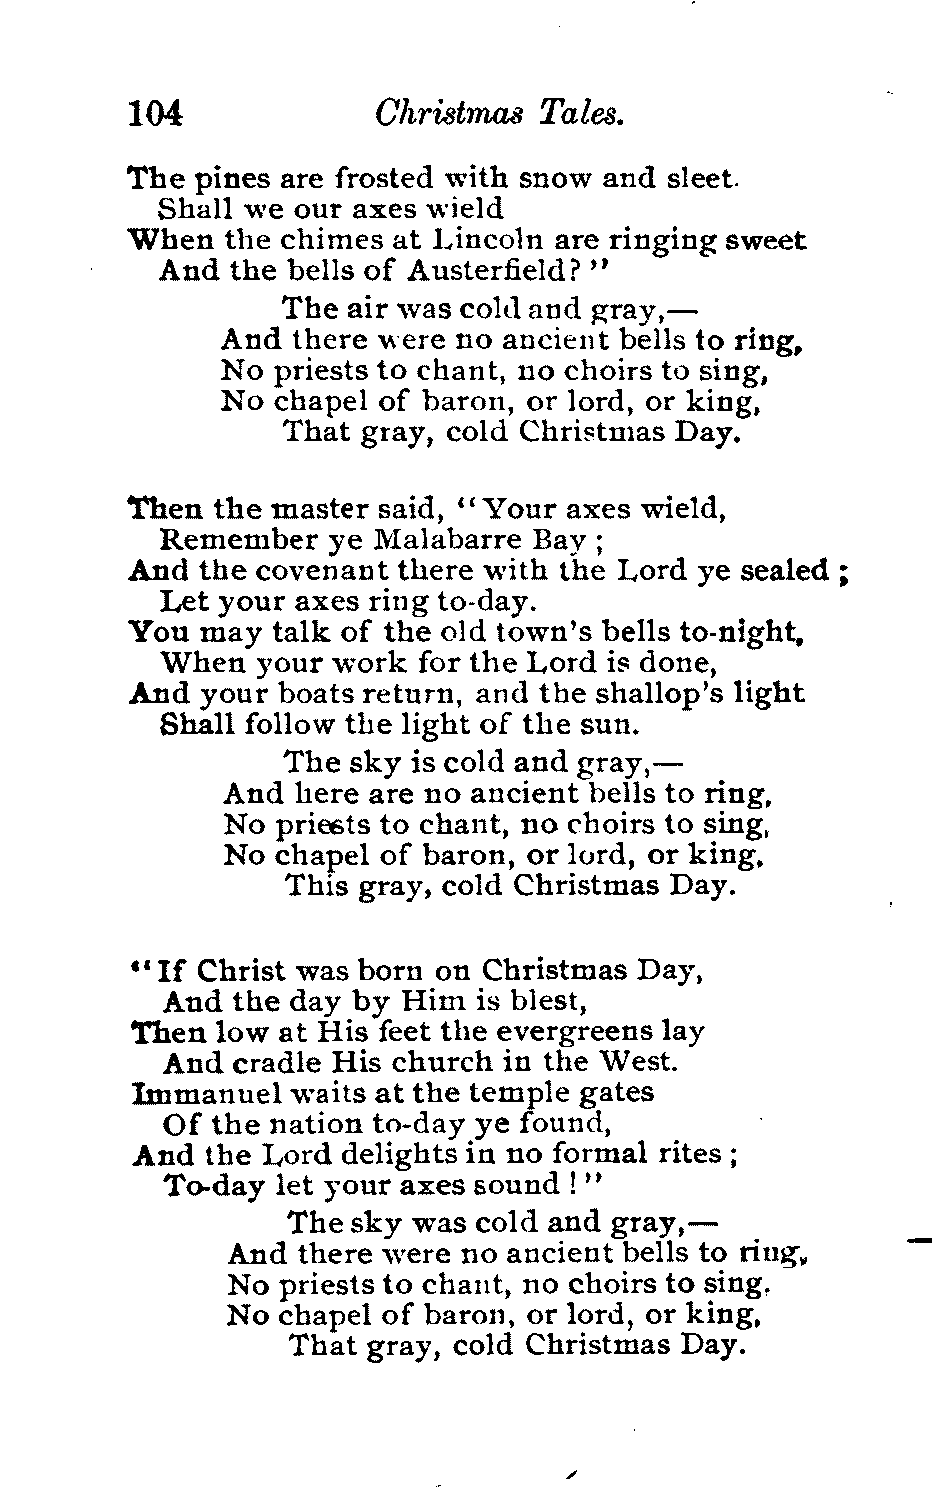 104 Christmas Tales.
The pines are frosted with snow and sleet.
Shall we our axes wield
When the chimes at Lincoln are ringing sweet
And the bells of Austerfield?"
The air was cold and gray,—
And there were no ancient bells to ring,
No priests to chant, no choirs to sing,
No chapel of baron, or lord, or king,
That gray, cold Christmas Day.
Then the master said, "Your axes wield,
Remember ye Malabarre Bay;
And the covenant there with the Lord ye sealed;
Let your axes ring to-day.
You may talk of the old town's bells to-night,
When your work for the Lord is done,
And your boats return, and the shallop's light
Shall follow the light of the sun.
The sky is cold and gray,—
And here are no ancient bells to ring,
No priests to chant, no choirs to sing,
No chapel of baron, or lord, or king,
This gray, cold Christmas Day.
"If Christ was born on Christmas Day,
And the day by Him is blest,
Then low at His feet the evergreens lay
And cradle His church in the West.
Immanuel waits at the temple gates
Of the nation to-day ye found,
And the Lord delights in no formal rites;
To-day let your axes sound!"
The sky was cold and gray,—
And there were no ancient bells to ring,
No priests to chant, no choirs to sing.
No chapel of baron, or lord, or king,
That gray, cold Christmas Day.